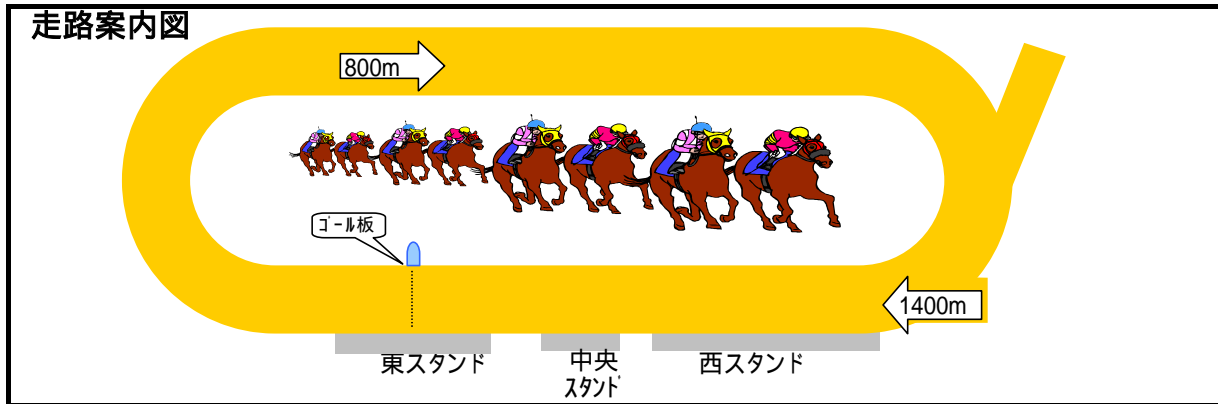 走路案内図
800m
ｺﾞｰﾙ板
1400m
東スタンド
中央
ｽﾀﾝﾄﾞ
西スタンド